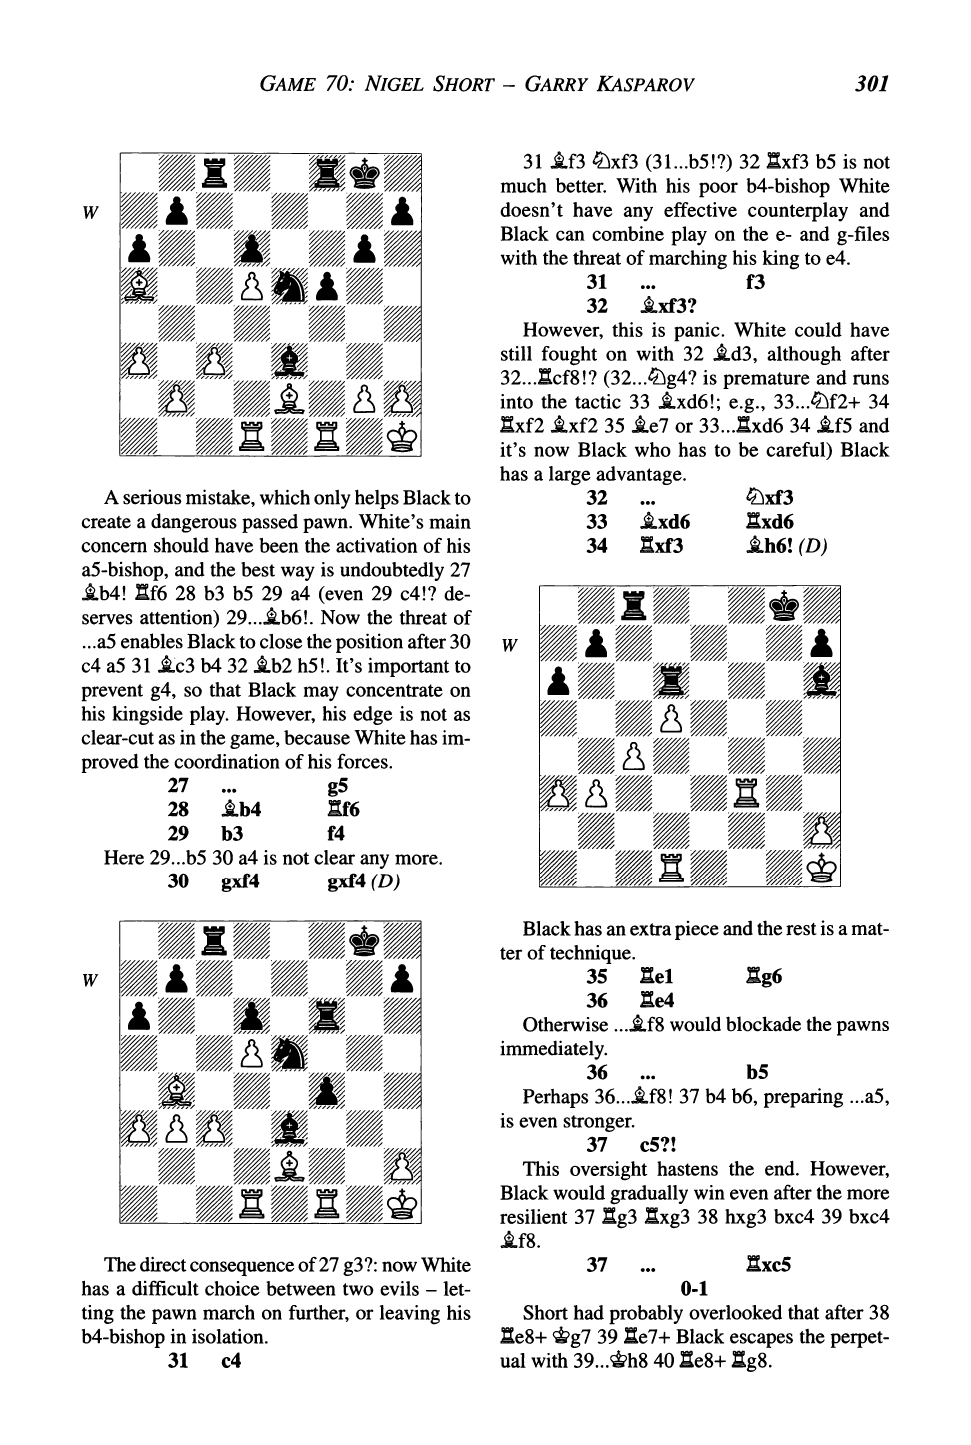 GAME 70: NIGEL SHORT – GARRY KASPAROV 301
W
A serious mistake, which only helps Black to
create a dangerous passed pawn. White's main
concern should have been the activation of his
a5-bishop, and the best way is undoubtedly 27
♗b4! ♖f6 28 b3 b5 29 a4 (even 29 c4!? de-
serves attention) 29...♗b6!. Now the threat of
...a5 enables Black to close the position after 30
c4 a5 31 ♗c3 b4 32 ♗b2 h5!. It's important to
prevent g4, so that Black may concentrate on
his kingside play. However, his edge is not as
clear-cut as in the game, because White has im-
proved the coordination of his forces.
27 ... g5
28 ♗b4 ♖f6
29 b3 f4
Here 29...b5 30 a4 is not clear any more.
30 gxf4 gxf4 (D)
W
The direct consequence of 27 g3?: now White
has a difficult choice between two evils – let-
ting the pawn march on further, or leaving his
b4-bishop in isolation.
31 c4
31 ♗f3 ♘xf3 (31...b5!?) 32 ♖xf3 b5 is not
much better. With his poor b4-bishop White
doesn't have any effective counterplay and
Black can combine play on the e- and g-files
with the threat of marching his king to e4.
31 ... f3
32 ♗xf3?
However, this is panic. White could have
still fought on with 32 ♗d3, although after
32...♖cf8!? (32...♘g4? is premature and runs
into the tactic 33 ♗xd6!; e.g., 33...♘f2+ 34
♖xf2 ♗xf2 35 ♗e7 or 33...♖xd6 34 ♗f5 and
it's now Black who has to be careful) Black
has a large advantage.
32 ... ♘xf3
33 ♗xd6 ♖xd6
34 ♖xf3 ♗h6! (D)
W
Black has an extra piece and the rest is a mat-
ter of technique.
35 ♖e1 ♖g6
36 ♖e4
Otherwise ...♗f8 would blockade the pawns
immediately.
36 ... b5
Perhaps 36...♗f8! 37 b4 b6, preparing ...a5,
is even stronger.
37 c5?!
This oversight hastens the end. However,
Black would gradually win even after the more
resilient 37 ♖g3 ♖xg3 38 hxg3 bxc4 39 bxc4
♗f8.
37 ... ♖xc5
0-1
Short had probably overlooked that after 38
♖e8+ ♔g7 39 ♖e7+ Black escapes the perpet-
ual with 39...♔h8 40 ♖e8+ ♖g8.